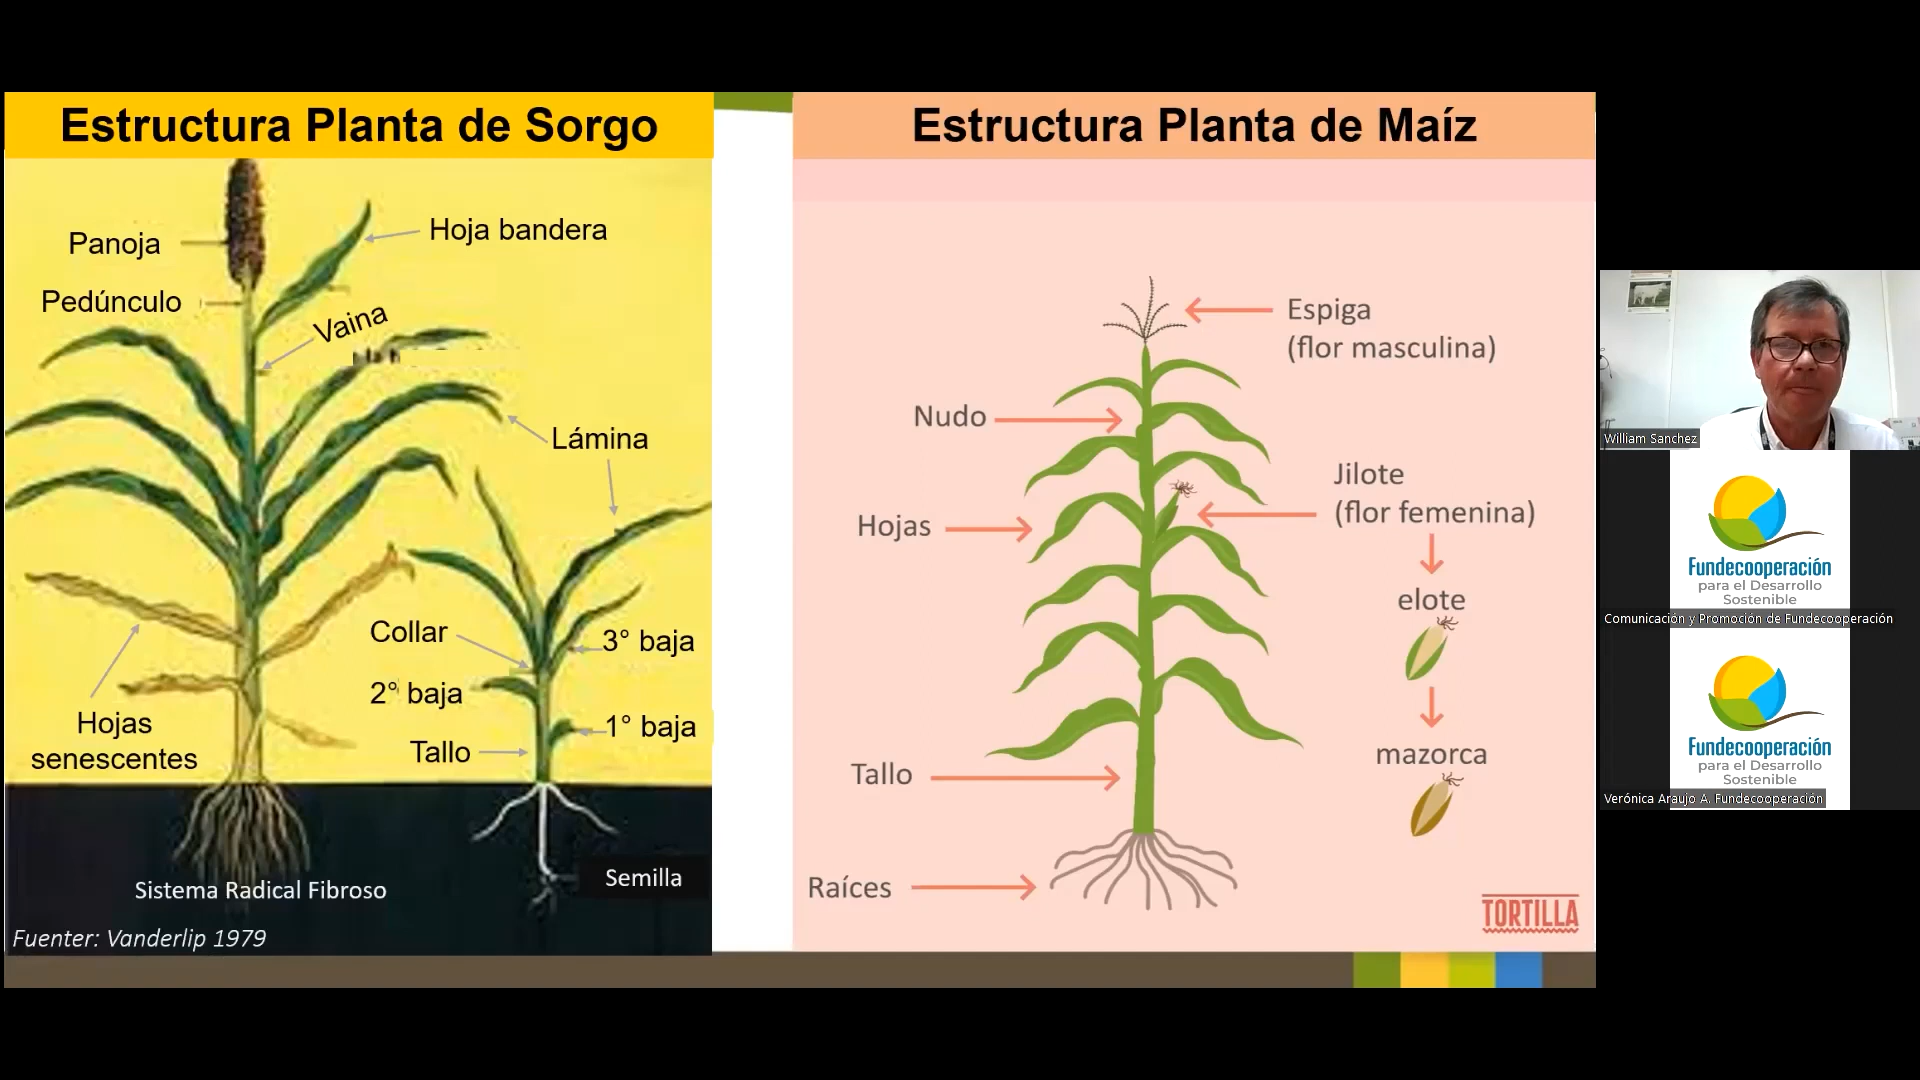 Estructura Planta de Sorgo
Panoja
Hoja bandera
Pedúnculo
Vaina
Lámina
Collar
3° baja
2° baja
1° baja
Hojas
senescentes
Tallo
Sistema Radical Fibroso
Semilla
Fuenter: Vanderlip 1979
Estructura Planta de Maíz
Espiga
(flor masculina)
Nudo
Jilote
(flor femenina)
Hojas
elote
mazorca
Tallo
Raíces
TORTILLA
William Sanchez
Fundecooperación
para el Desarrollo
Sostenible
Comunicación y Promoción de Fundecooperación
Fundecooperación
para el Desarrollo
Sostenible
Verónica Araujo A. Fundecooperación